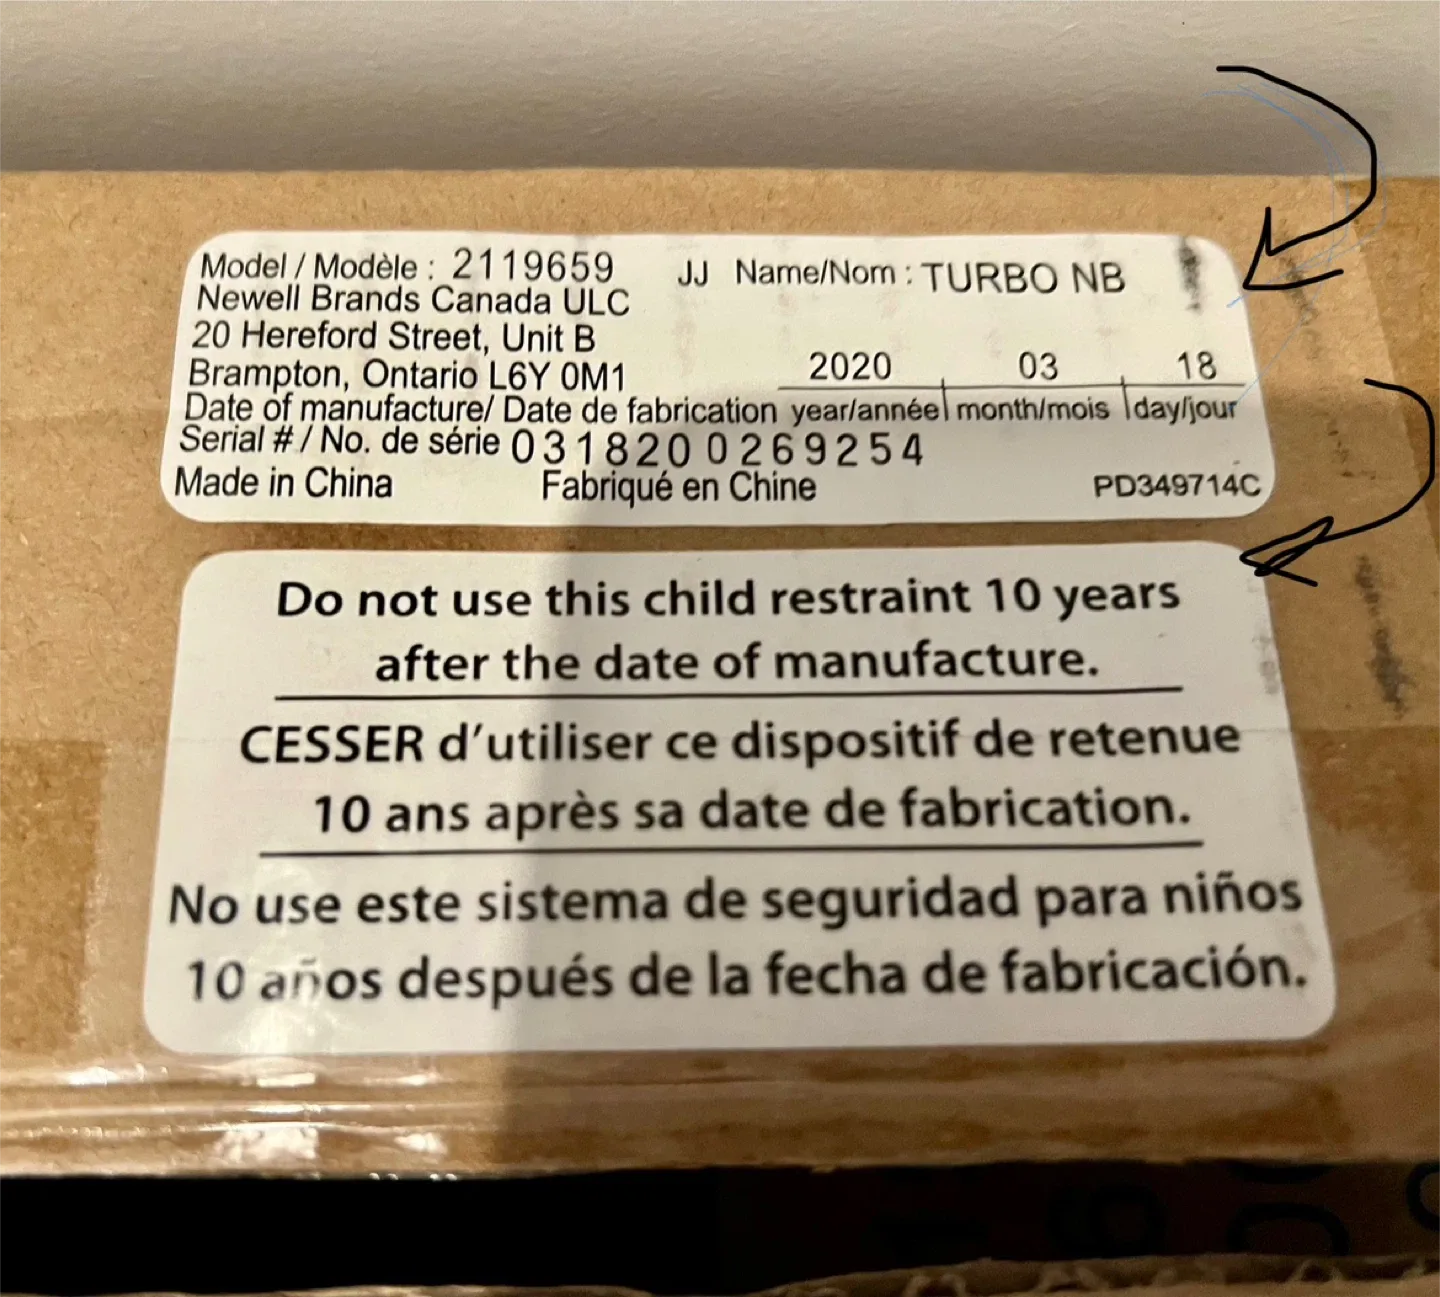 Model / Modèle : 2119659 JJ Name/Nom : TURBO NB
Newell Brands Canada ULC
20 Hereford Street, Unit B
Brampton, Ontario L6Y 0M1 2020 03 18
Date of manufacture/ Date de fabrication year/année month/mois day/jour
Serial # / No. de série 0318200269254
Made in China Fabriqué en Chine PD349714C
Do not use this child restraint 10 years
after the date of manufacture.
CESSER d’utiliser ce dispositif de retenue
10 ans après sa date de fabrication.
No use este sistema de seguridad para niños
10 años después de la fecha de fabricación.